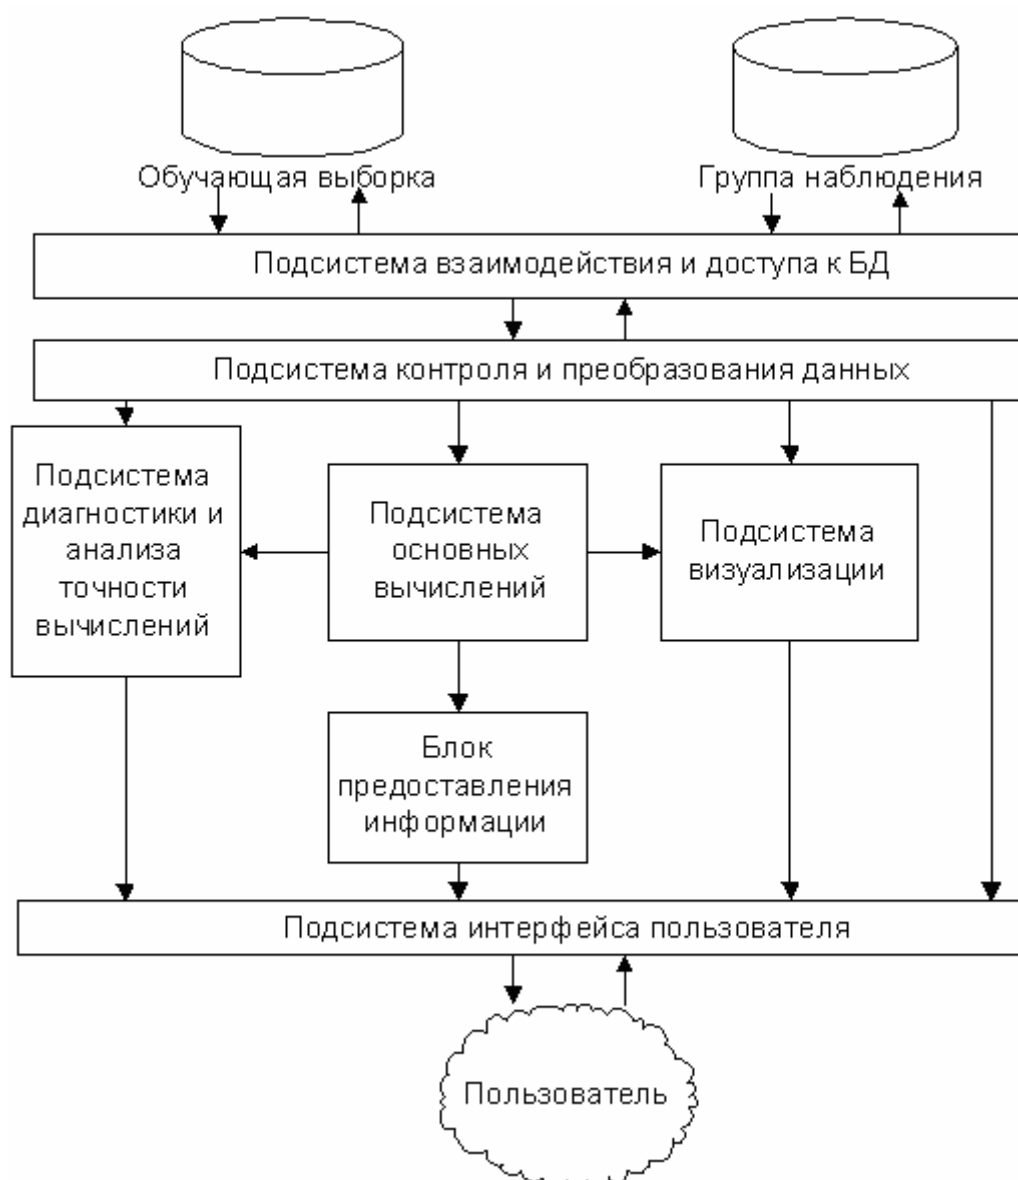 Обучающая выборка
Группа наблюдения
Подсистема взаимодействия и доступа к БД
Подсистема контроля и преобразования данных
Подсистема
диагностики и
анализа
точности
вычислений
Подсистема
основных
вычислений
Подсистема
визуализации
Блок
предоставления
информации
Подсистема интерфейса пользователя
Пользователь